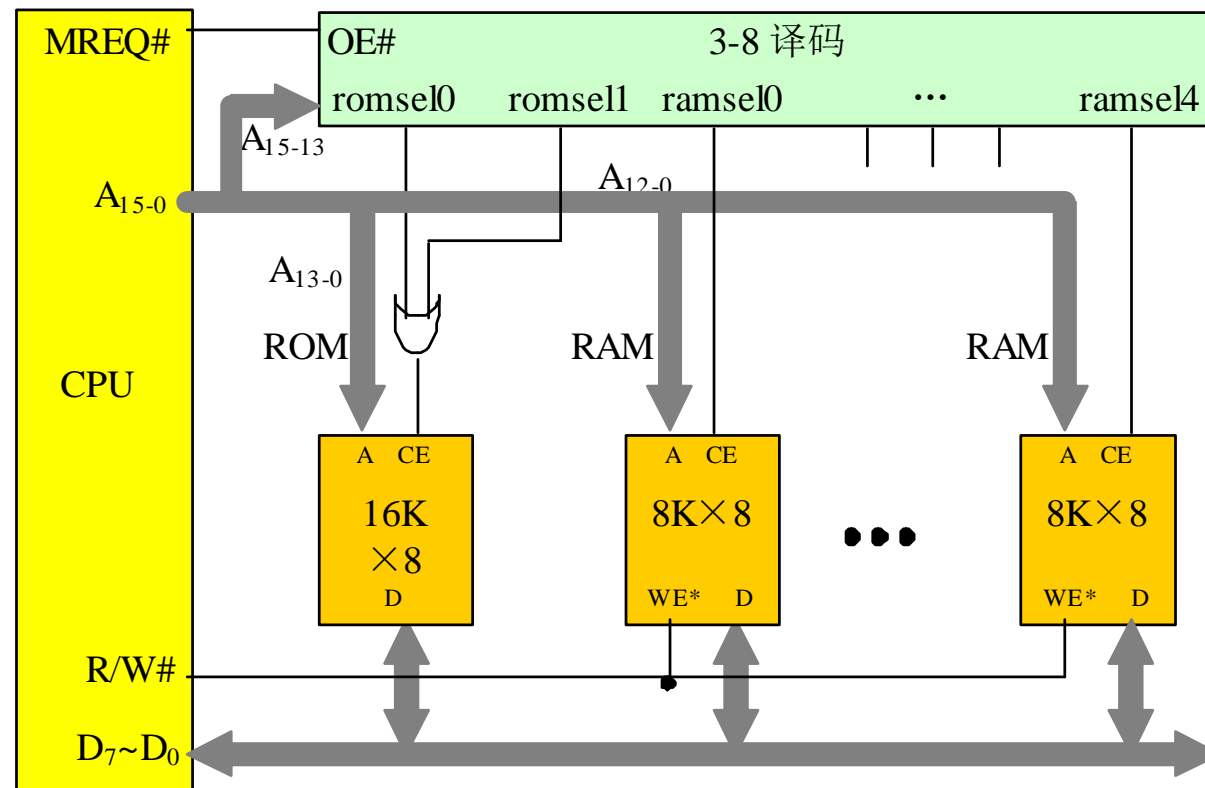 MREQ#
OE#
3-8 译码
romsel0
romsel1
ramsel0
...
ramsel4
A15-13
A15-0
A12-0
A13-0
ROM
RAM
RAM
CPU
A CE
16K
×8
D
A CE
8K×8
WE* D
A CE
8K×8
WE* D
R/W#
D7~D0